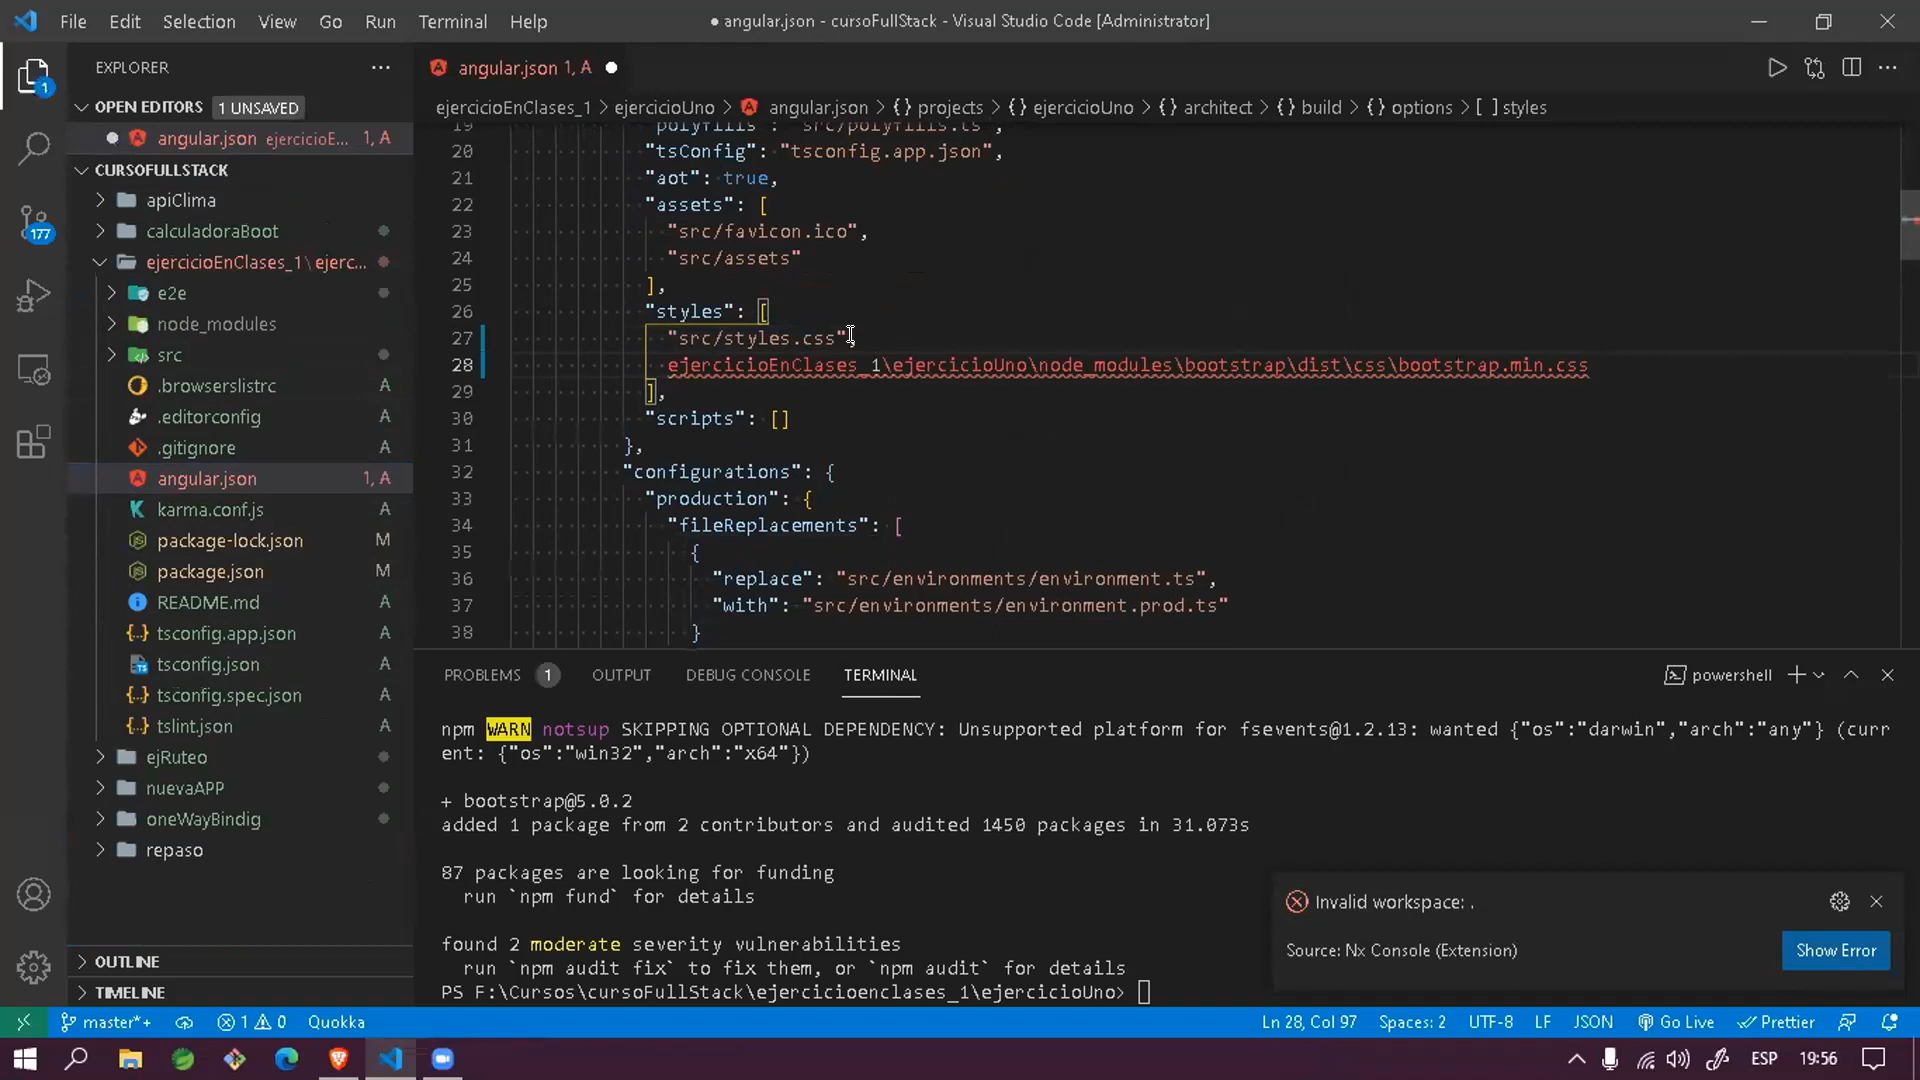 File Edit Selection View Go Run Terminal Help
● angular.json - cursoFullStack - Visual Studio Code [Administrator]
EXPLORER
OPEN EDITORS 1 UNSAVED
angular.json ejercicioE... 1, A
CURSOFULLSTACK
apiClima
calculadoraBoot
ejercicioEnClases_1 \ ejerc...
e2e
node_modules
src
.browserslistrc A
.editorconfig A
.gitignore A
angular.json 1, A
karma.conf.js A
package-lock.json M
package.json M
README.md A
tsconfig.app.json A
tsconfig.json A
tsconfig.spec.json A
tslint.json A
ejRuteo
nuevaAPP
oneWayBindig
repaso
OUTLINE
TIMELINE
1
177
angular.json 1, A
ejercicioEnClases_1 > ejercicioUno > angular.json > {} projects > {} ejercicioUno > {} architect > {} build > {} options > [ ] styles
19 "polyfills": "src/polyfills.ts",
20 "tsConfig": "tsconfig.app.json",
21 "aot": true,
22 "assets": [
23 "src/favicon.ico",
24 "src/assets"
25 ],
26 "styles": [
27 "src/styles.css",
28 ejercicioEnClases_1\ejercicioUno\node_modules\bootstrap\dist\css\bootstrap.min.css
29 ],
30 "scripts": []
31 },
32 "configurations": {
33 "production": {
34 "fileReplacements": [
35 {
36 "replace": "src/environments/environment.ts",
37 "with": "src/environments/environment.prod.ts"
38 }
PROBLEMS 1 OUTPUT DEBUG CONSOLE TERMINAL
powershell
npm WARN notsup SKIPPING OPTIONAL DEPENDENCY: Unsupported platform for fsevents@1.2.13: wanted {"os":"darwin","arch":"any"} (curr
ent: {"os":"win32","arch":"x64"})
+ bootstrap@5.0.2
added 1 package from 2 contributors and audited 1450 packages in 31.073s
87 packages are looking for funding
run `npm fund` for details
found 2 moderate severity vulnerabilities
run `npm audit fix` to fix them, or `npm audit` for details
PS F:\Cursos\cursoFullStack\ejercicioenclases_1\ejercicioUno>
Invalid workspace: .
Source: Nx Console (Extension)
Show Error
master*+ 1 0 Quokka
Ln 28, Col 97 Spaces: 2 UTF-8 LF JSON Go Live Prettier
ESP 19:56